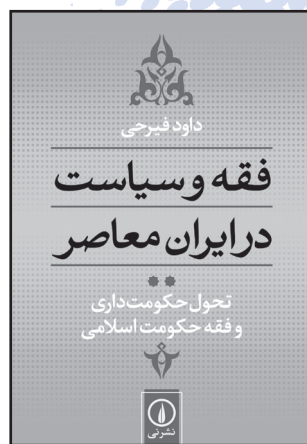 داود فیرحی
فقه و سیاست
در ایران معاصر
تحول حکومت‌داری
و فقه حکومت اسلامی
نشرنی